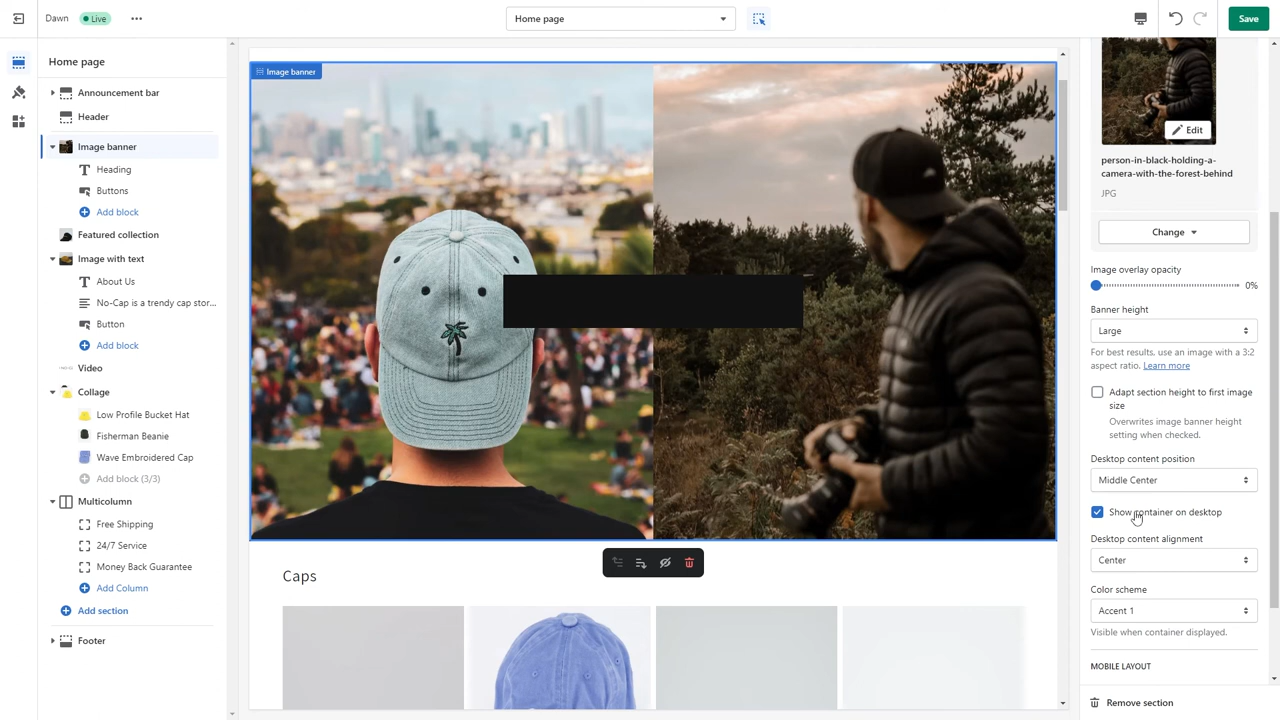 Dawn
Live
Home page
Save
Home page
Announcement bar
Header
Image banner
Heading
Buttons
Add block
Featured collection
Image with text
About Us
No-Cap is a trendy cap stor...
Button
Add block
Video
Collage
Low Profile Bucket Hat
Fisherman Beanie
Wave Embroidered Cap
Add block (3/3)
Multicolumn
Free Shipping
24/7 Service
Money Back Guarantee
Add Column
Add section
Footer
Image banner
Caps
Edit
person-in-black-holding-a-
camera-with-the-forest-behind
JPG
Change
Image overlay opacity
0%
Banner height
Large
For best results, use an image with a 3:2
aspect ratio. Learn more
Adapt section height to first image
size
Overwrites image banner height
setting when checked.
Desktop content position
Middle Center
Show container on desktop
Desktop content alignment
Center
Color scheme
Accent 1
Visible when container displayed.
MOBILE LAYOUT
Remove section